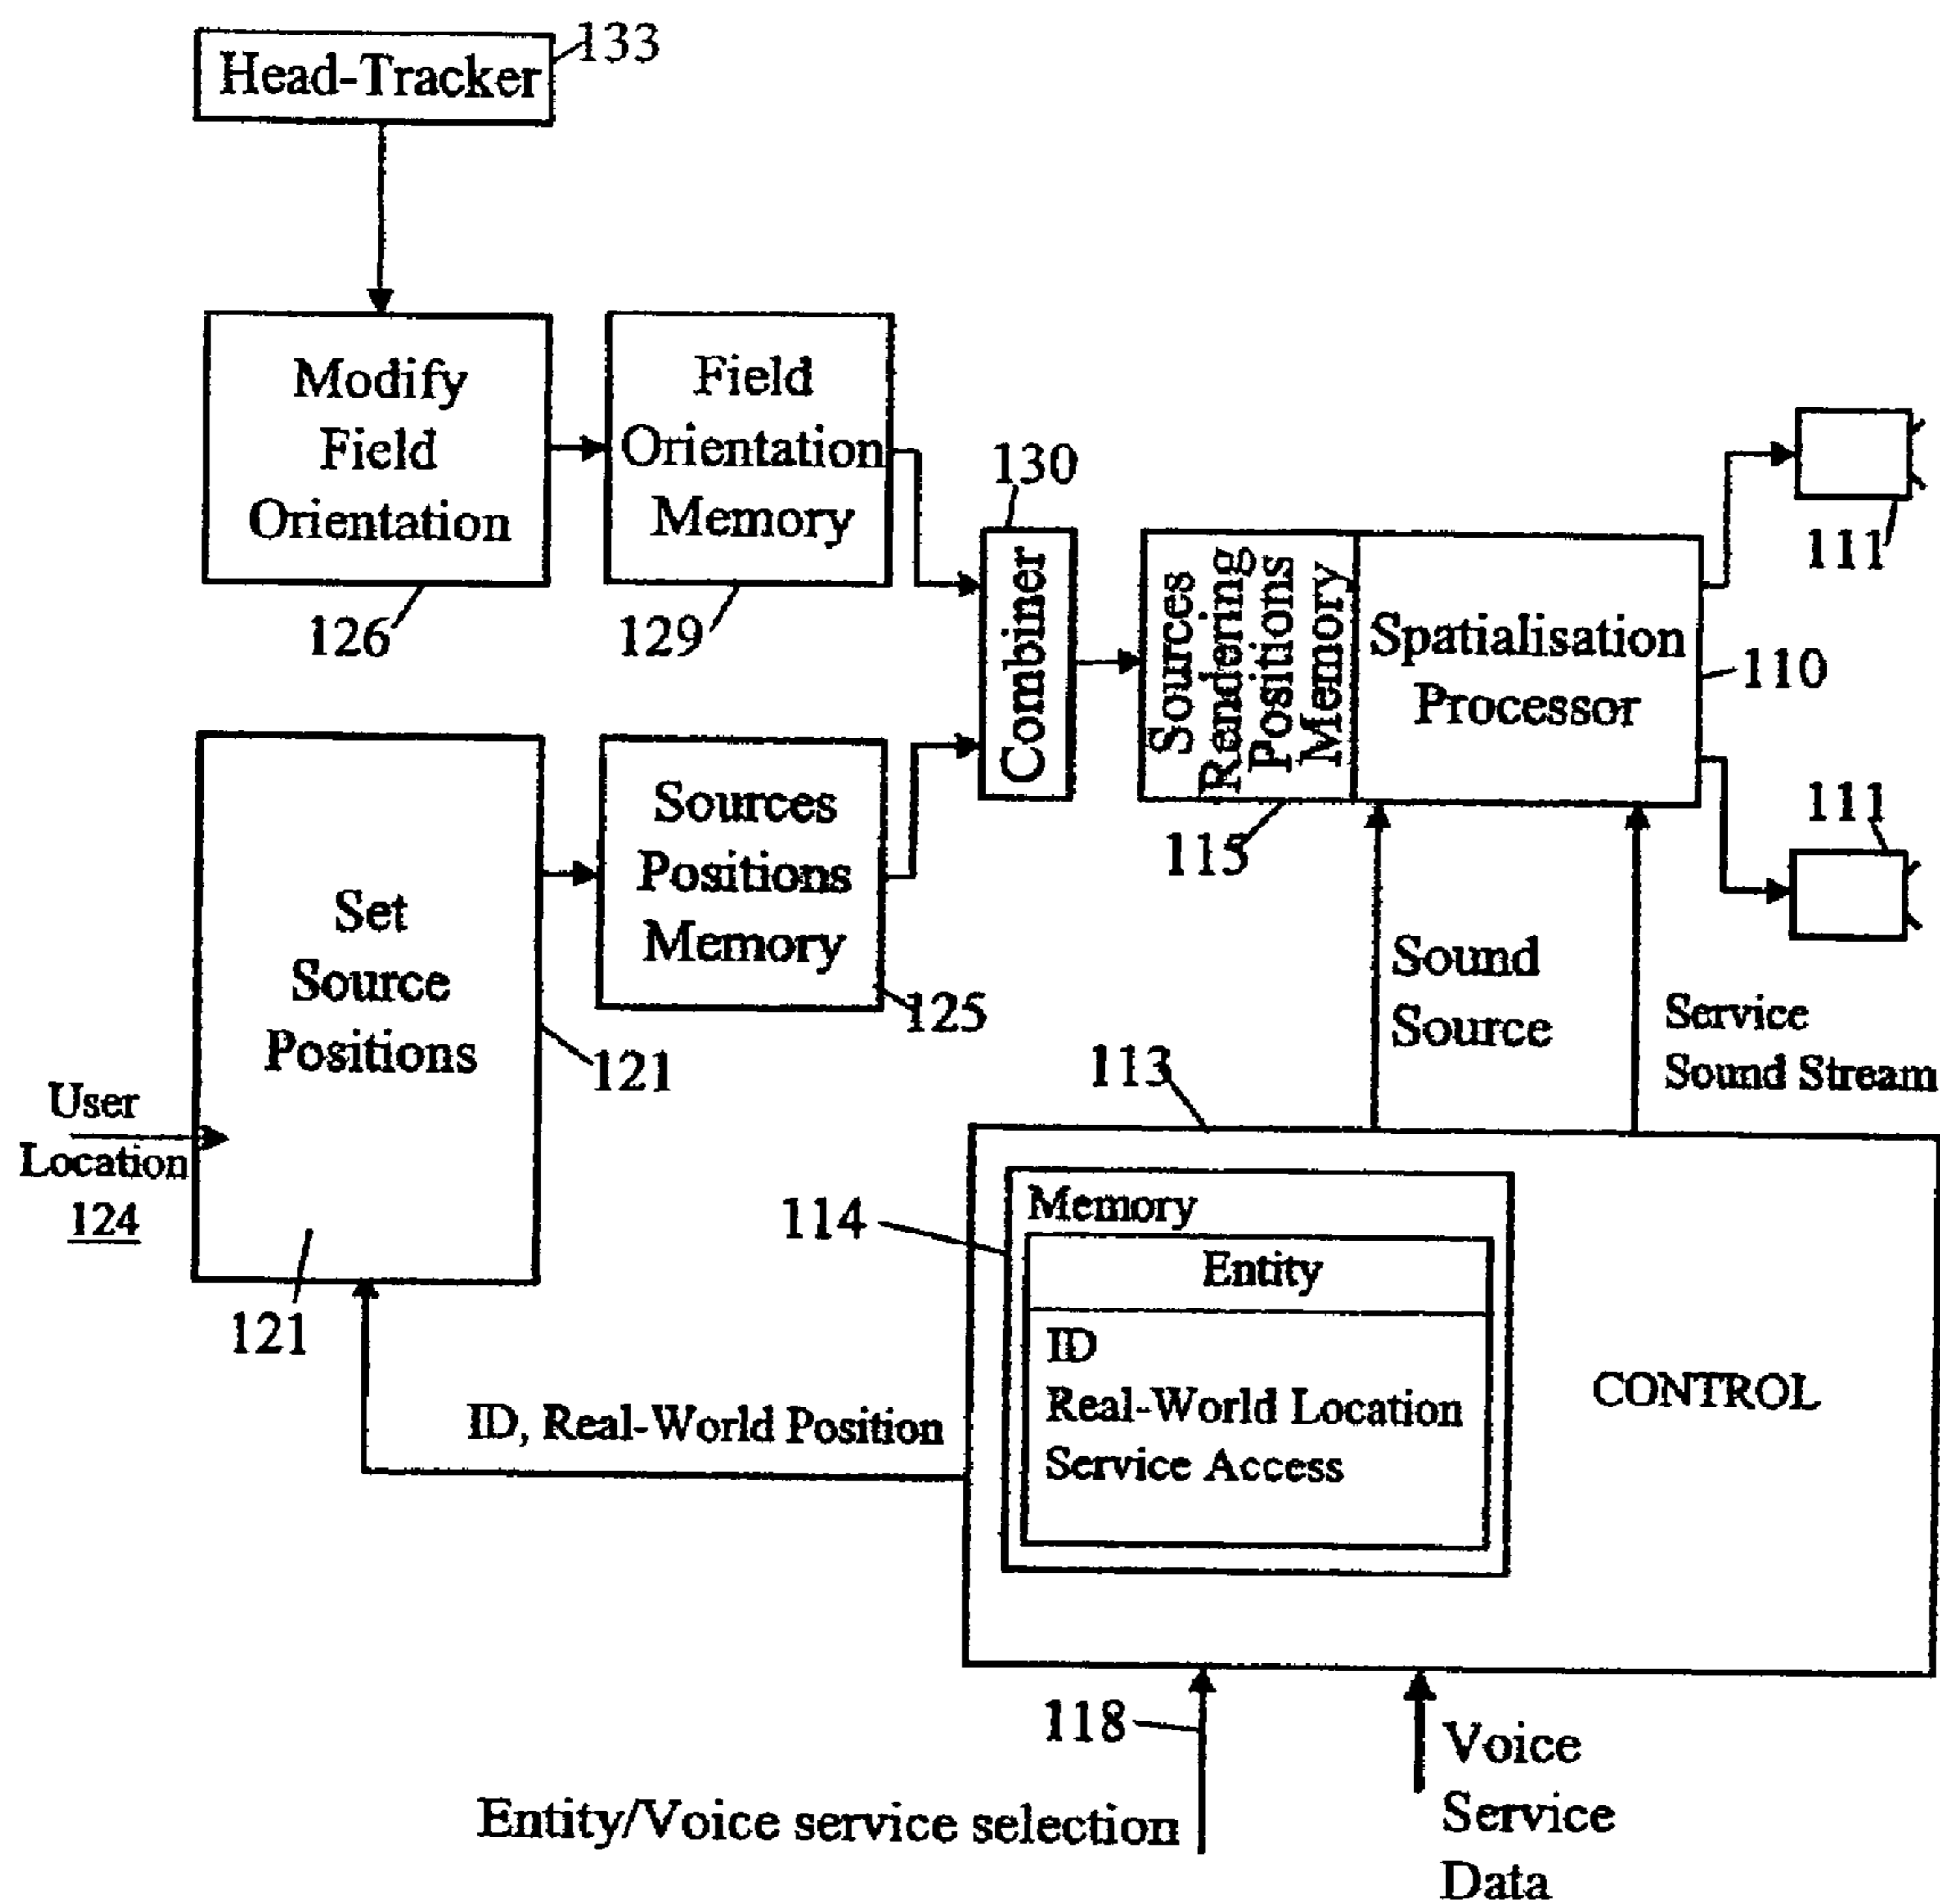 133
Head-Tracker
Modify
Field
Orientation
126
Field
Orientation
Memory
129
130
Combiner
Sources
Rendering
Positions
Memory
115
Spatialisation
Processor
110
111
111
Set
Source
Positions
121
121
User
Location
124
Sources
Positions
Memory
125
Sound
Source
Service
Sound Stream
113
114
Memory
Entity
ID
Real-World Location
Service Access
CONTROL
ID, Real-World Position
118
Entity/Voice service selection
Voice
Service
Data